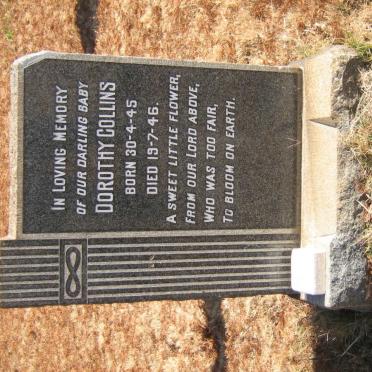 IN LOVING MEMORY
OF OUR DARLING BABY
DOROTHY COLLINS
BORN 30-4-45
DIED 19-7-46.
A SWEET LITTLE FLOWER,
FROM OUR LORD ABOVE,
WHO WAS TOO FAIR,
TO BLOOM ON EARTH.